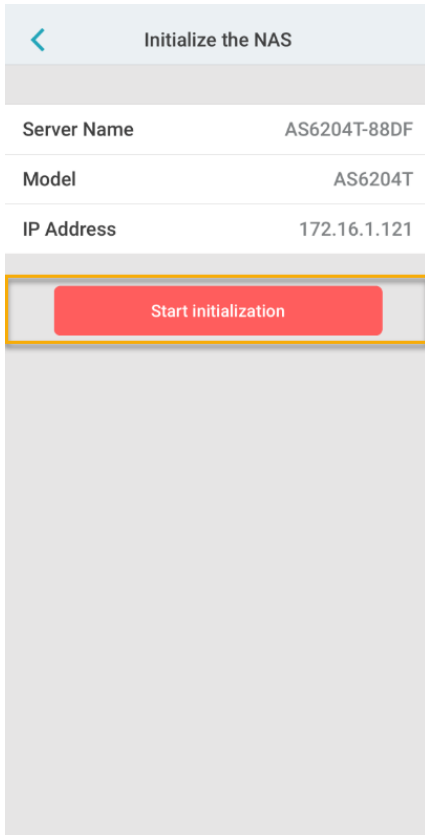 Initialize the NAS
Server Name AS6204T-88DF
Model AS6204T
IP Address 172.16.1.121
Start initialization